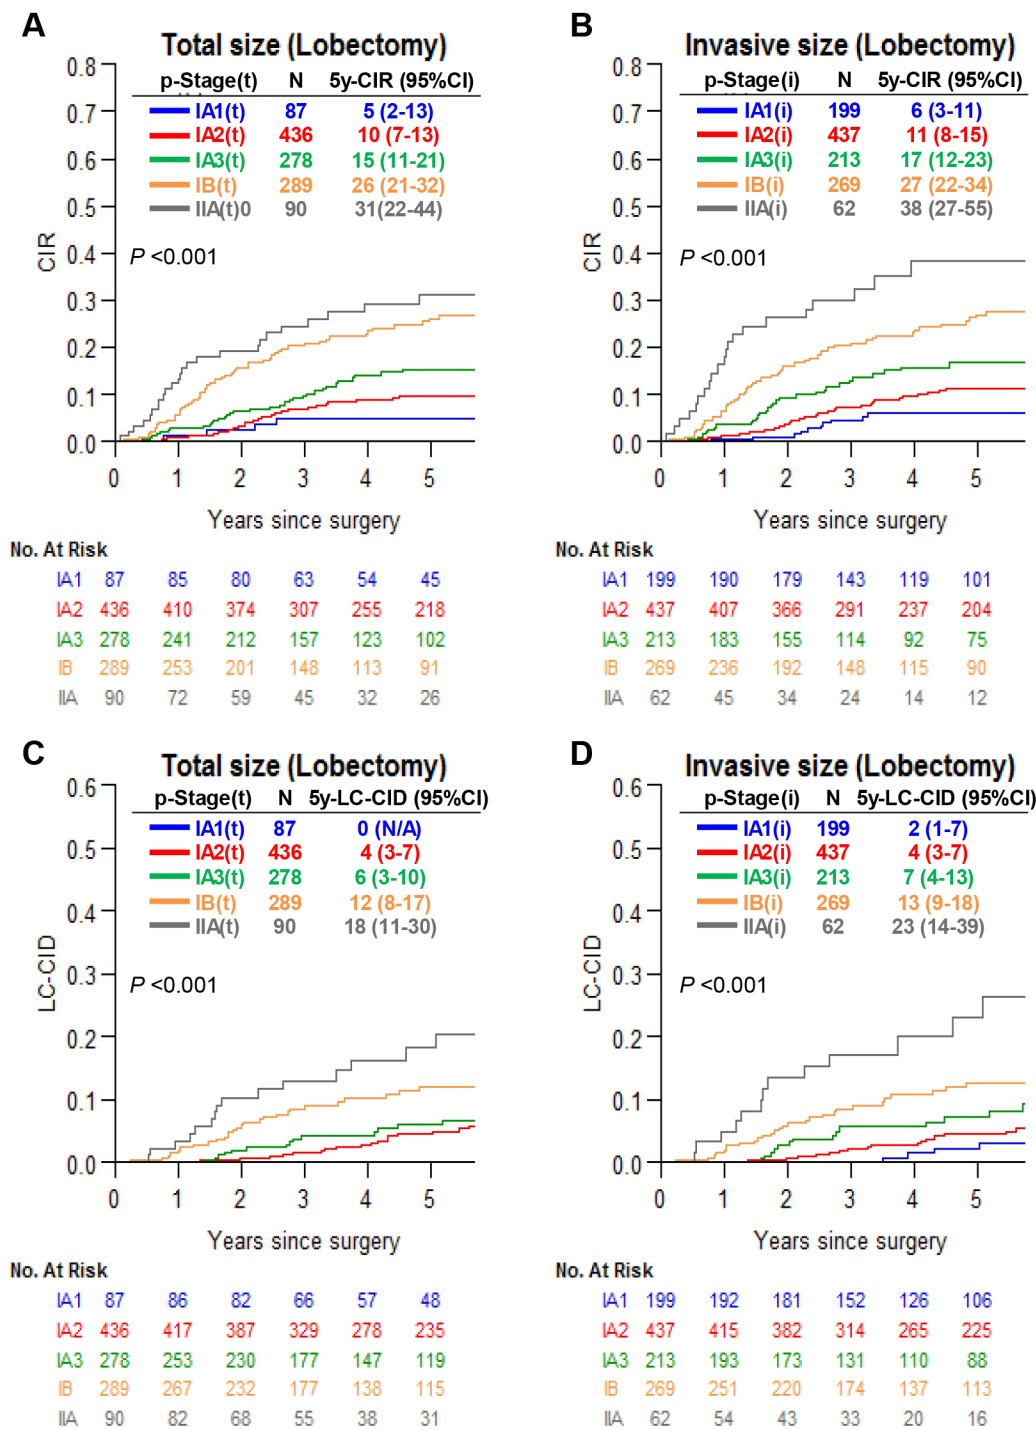 A
Total size (Lobectomy)
p-Stage(t) N 5y-CIR (95%CI)
IA1(t) 87 5 (2-13)
IA2(t) 436 10 (7-13)
IA3(t) 278 15 (11-21)
IB(t) 289 26 (21-32)
IIA(t)0 90 31(22-44)
P <0.001
CIR
0.8
0.7
0.6
0.5
0.4
0.3
0.2
0.1
0.0
0 1 2 3 4 5
Years since surgery
No. At Risk
IA1 87 85 80 63 54 45
IA2 436 410 374 307 255 218
IA3 278 241 212 157 123 102
IB 289 253 201 148 113 91
IIA 90 72 59 45 32 26
B
Invasive size (Lobectomy)
p-Stage(i) N 5y-CIR (95%CI)
IA1(i) 199 6 (3-11)
IA2(i) 437 11 (8-15)
IA3(i) 213 17 (12-23)
IB(i) 269 27 (22-34)
IIA(i) 62 38 (27-55)
P <0.001
CIR
0.8
0.7
0.6
0.5
0.4
0.3
0.2
0.1
0.0
0 1 2 3 4 5
Years since surgery
No. At Risk
IA1 199 190 179 143 119 101
IA2 437 407 366 291 237 204
IA3 213 183 155 114 92 75
IB 269 236 192 148 115 90
IIA 62 45 34 24 14 12
C
Total size (Lobectomy)
p-Stage(t) N 5y-LC-CID (95%CI)
IA1(t) 87 0 (N/A)
IA2(t) 436 4 (3-7)
IA3(t) 278 6 (3-10)
IB(t) 289 12 (8-17)
IIA(t) 90 18 (11-30)
P <0.001
LC-CID
0.6
0.5
0.4
0.3
0.2
0.1
0.0
0 1 2 3 4 5
Years since surgery
No. At Risk
IA1 87 86 82 66 57 48
IA2 436 417 387 329 278 235
IA3 278 253 230 177 147 119
IB 289 267 232 177 138 115
IIA 90 82 68 55 38 31
D
Invasive size (Lobectomy)
p-Stage(i) N 5y-LC-CID (95%CI)
IA1(i) 199 2 (1-7)
IA2(i) 437 4 (3-7)
IA3(i) 213 7 (4-13)
IB(i) 269 13 (9-18)
IIA(i) 62 23 (14-39)
P <0.001
LC-CID
0.6
0.5
0.4
0.3
0.2
0.1
0.0
0 1 2 3 4 5
Years since surgery
No. At Risk
IA1 199 192 181 152 126 106
IA2 437 415 382 314 265 225
IA3 213 193 173 131 110 88
IB 269 251 220 174 137 113
IIA 62 54 43 33 20 16